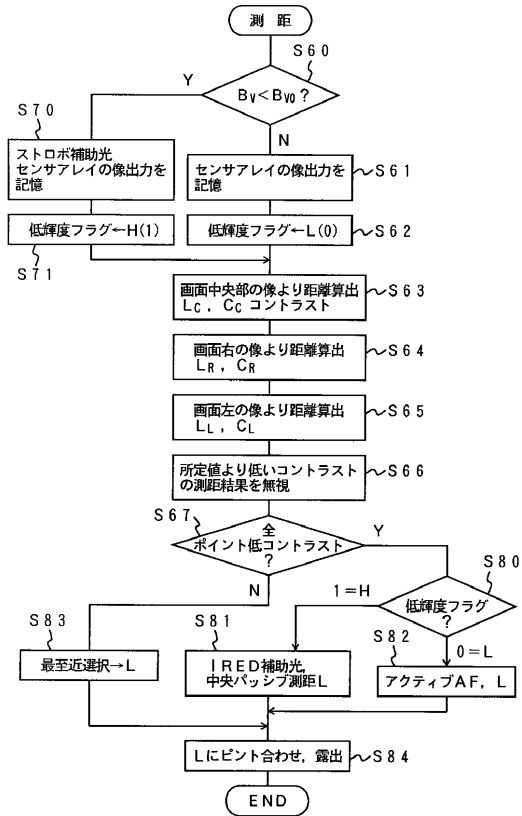 測 距
S60
Y
BV<BV0?
N
S70
ストロボ補助光
センサアレイの像出力を
記憶
センサアレイの像出力を
記憶
S61
低輝度フラグ←H(1)
S71
低輝度フラグ←L(0)
S62
画面中央部の像より距離算出
LC, CC コントラスト
S63
画面右の像より距離算出
LR, CR
S64
画面左の像より距離算出
LL, CL
S65
所定値より低いコントラスト
の測距結果を無視
S66
S67
全
ポイント低コントラスト
?
Y
N
S80
低輝度フラグ
?
1=H
0=L
S83
最至近選択→L
S81
IRED補助光,
中央パッシブ測距L
S82
アクティブAF, L
Lにピント合わせ, 露出
S84
END